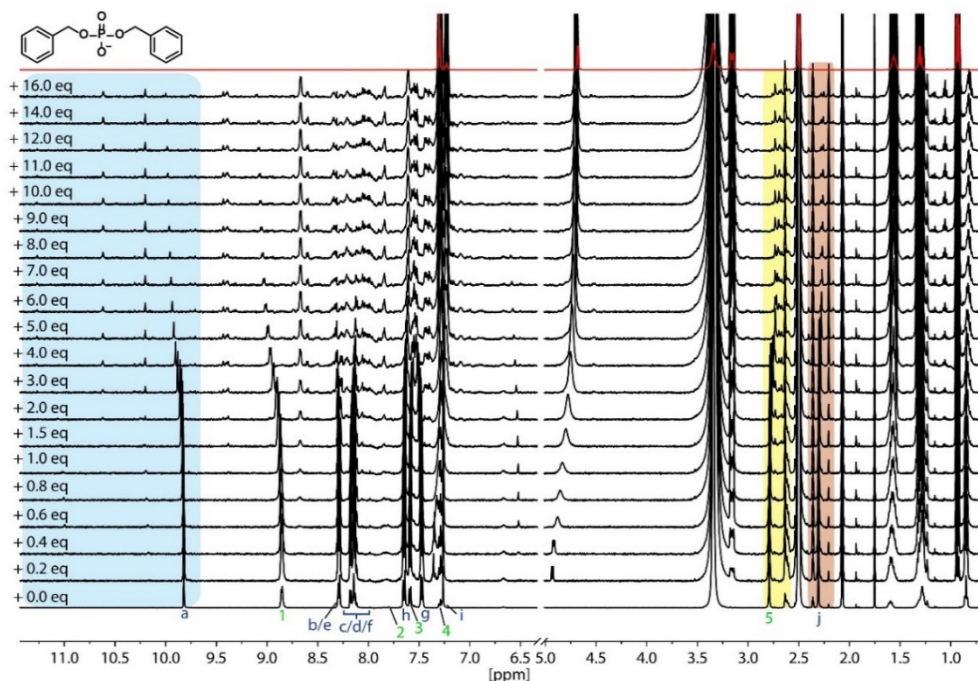 O
O P O
O⁻
+ 16.0 eq
+ 14.0 eq
+ 12.0 eq
+ 11.0 eq
+ 10.0 eq
+ 9.0 eq
+ 8.0 eq
+ 7.0 eq
+ 6.0 eq
+ 5.0 eq
+ 4.0 eq
+ 3.0 eq
+ 2.0 eq
+ 1.5 eq
+ 1.0 eq
+ 0.8 eq
+ 0.6 eq
+ 0.4 eq
+ 0.2 eq
+ 0.0 eq
a 1 b/e c/d/f 2 h 3 g 4 i 5 j
11.0 10.5 10.0 9.5 9.0 8.5 8.0 7.5 7.0 6.5 5.0 4.5 4.0 3.5 3.0 2.5 2.0 1.5 1.0
[ppm]